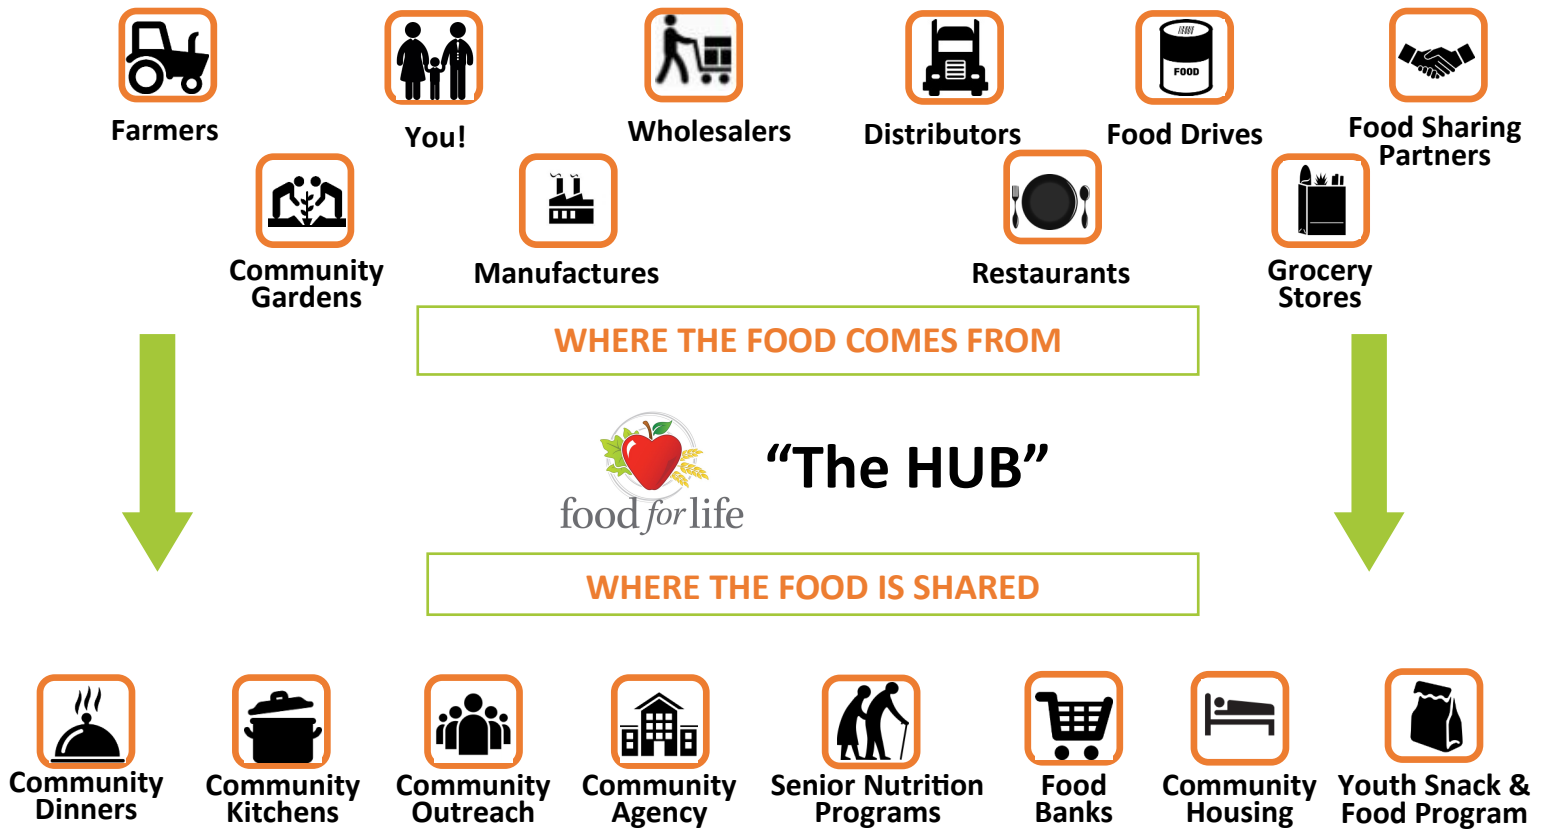 FOOD
Farmers
You!
Wholesalers
Distributors
Food Drives
Food Sharing
Partners
Community
Gardens
Manufactures
Restaurants
Grocery
Stores
WHERE THE FOOD COMES FROM
food for life
“The HUB”
WHERE THE FOOD IS SHARED
Community
Dinners
Community
Kitchens
Community
Outreach
Community
Agency
Senior Nutrition
Programs
Food
Banks
Community
Housing
Youth Snack &
Food Program